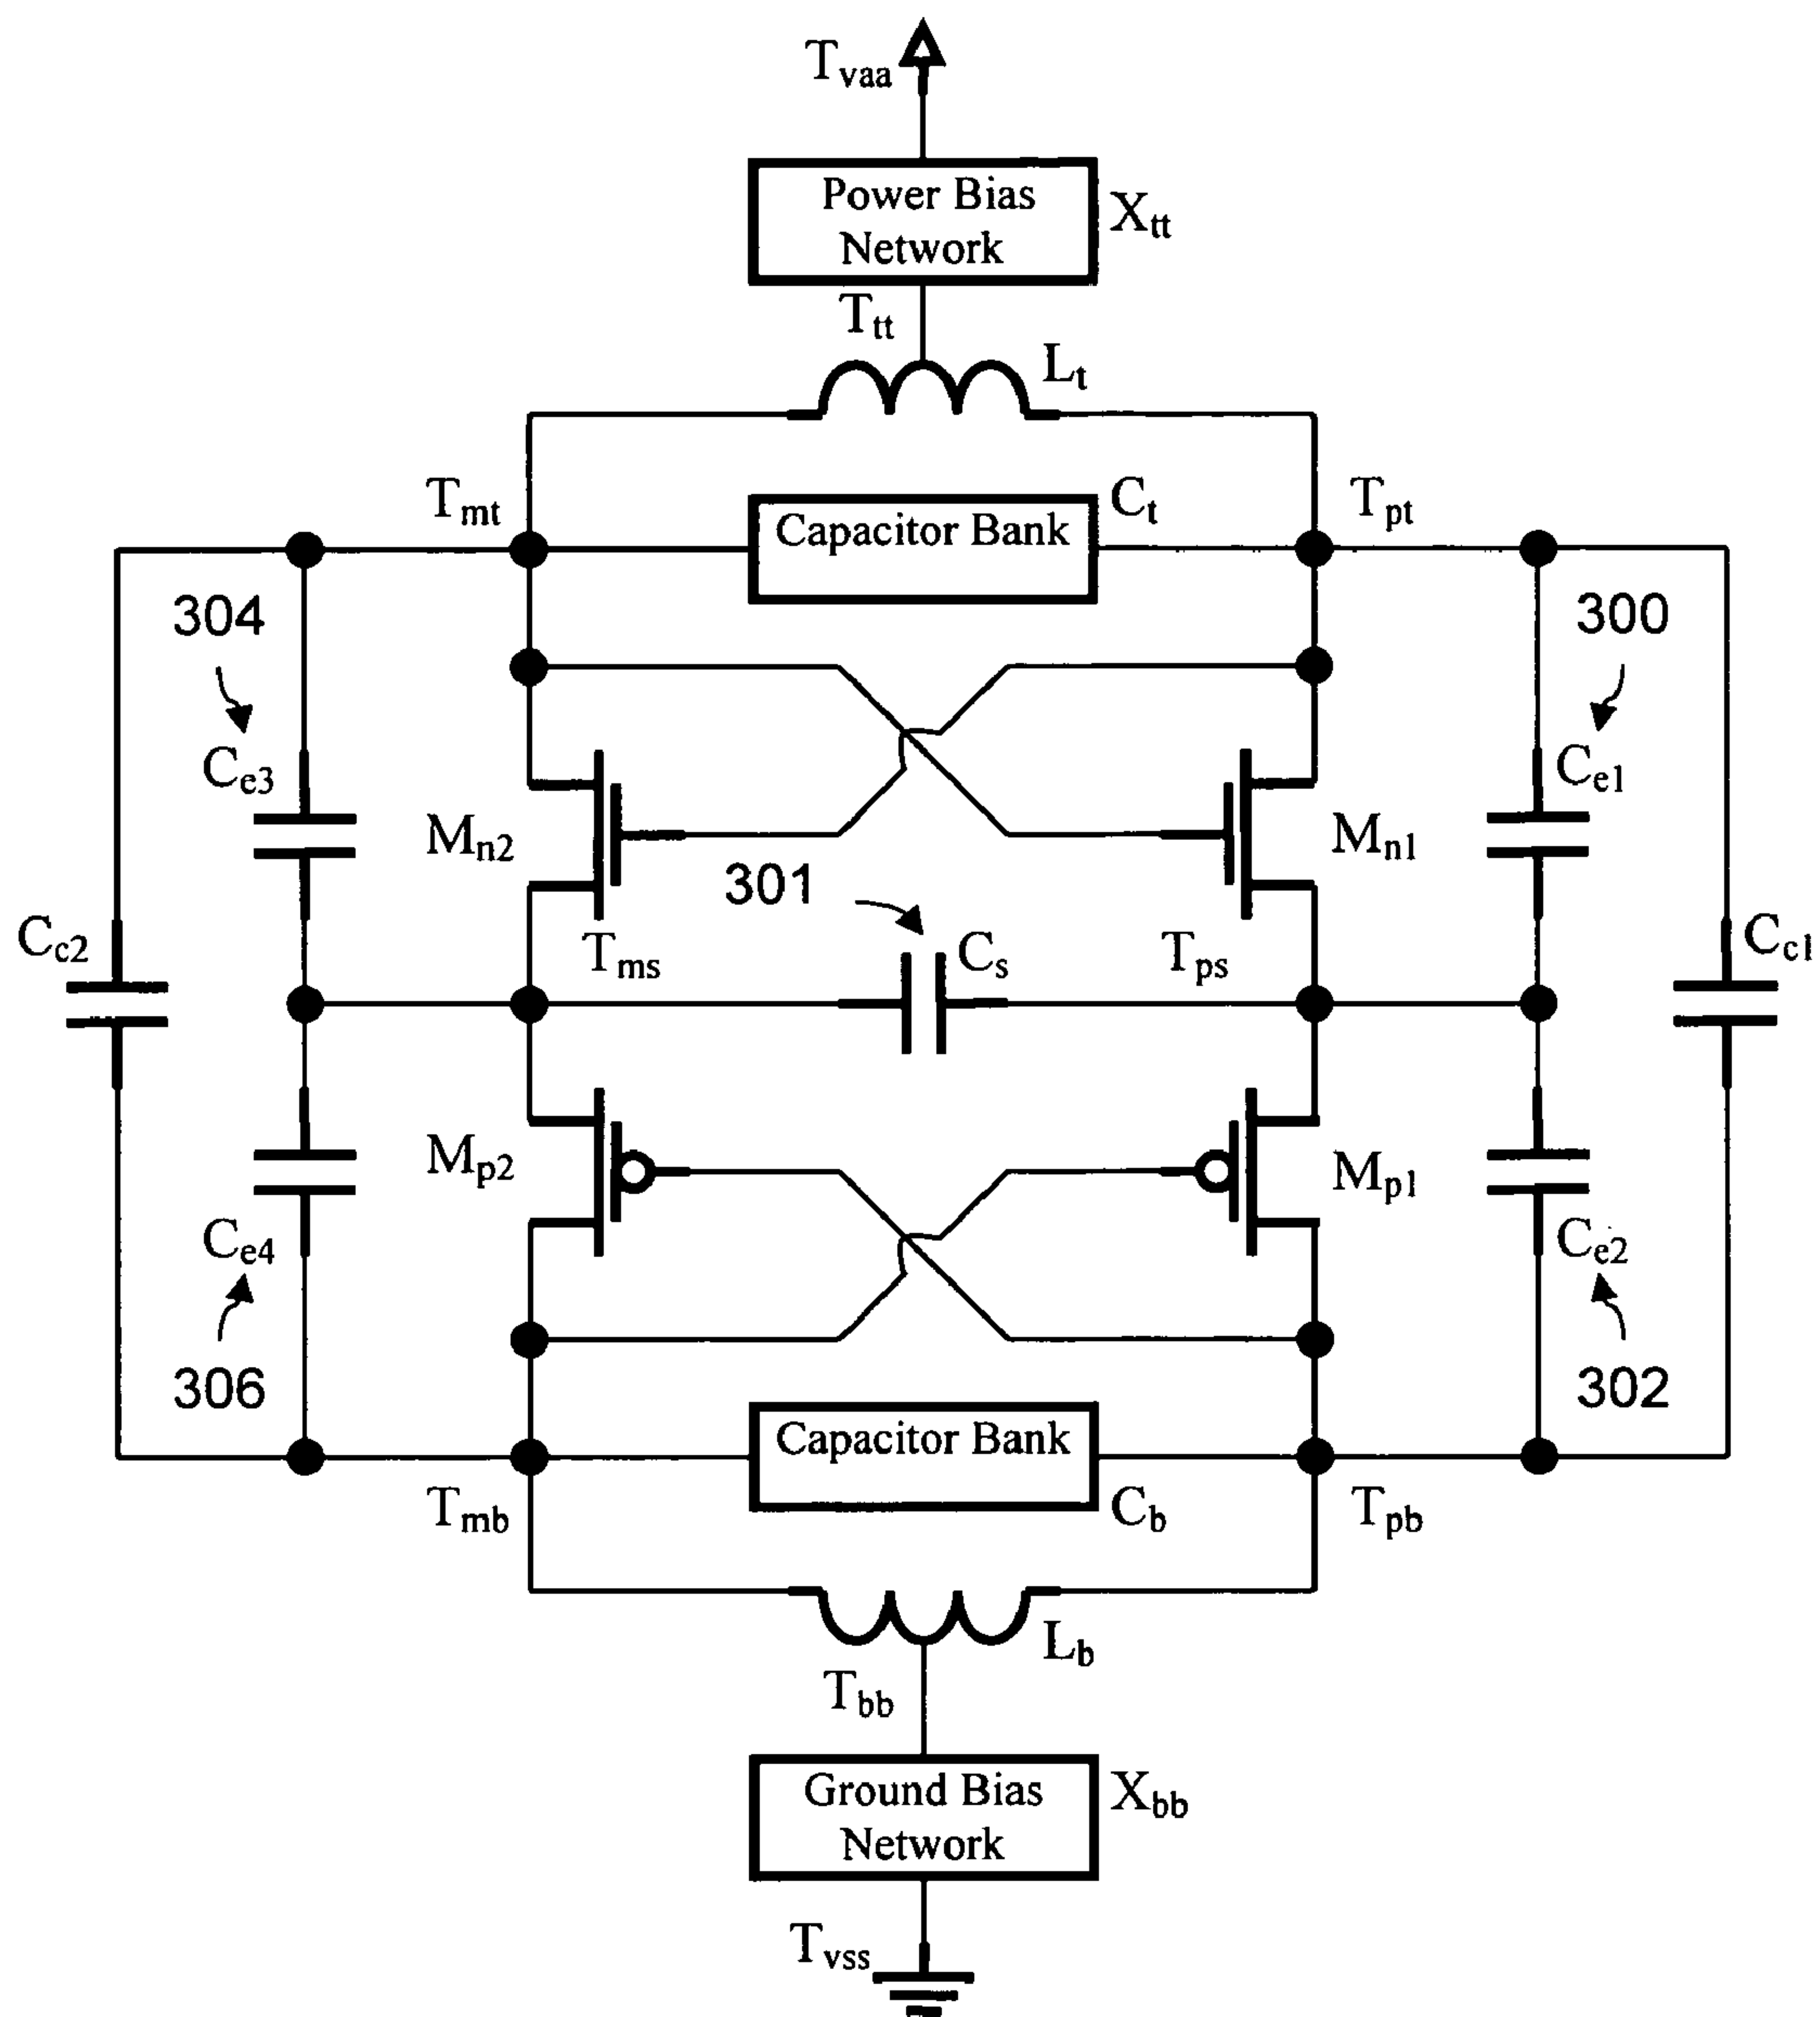 Tvaa
Power Bias
Network
Xtt
Ttt
Lt
Tmt
Capacitor Bank
Ct
Tpt
304
300
Ce3
Ce1
Mn2
Mn1
301
Cc2
Tms
Cs
Tps
Cc1
Mp2
Mp1
Ce4
Ce2
306
302
Capacitor Bank
Tmb
Cb
Tpb
Lb
Tbb
Ground Bias
Network
Xbb
Tvss